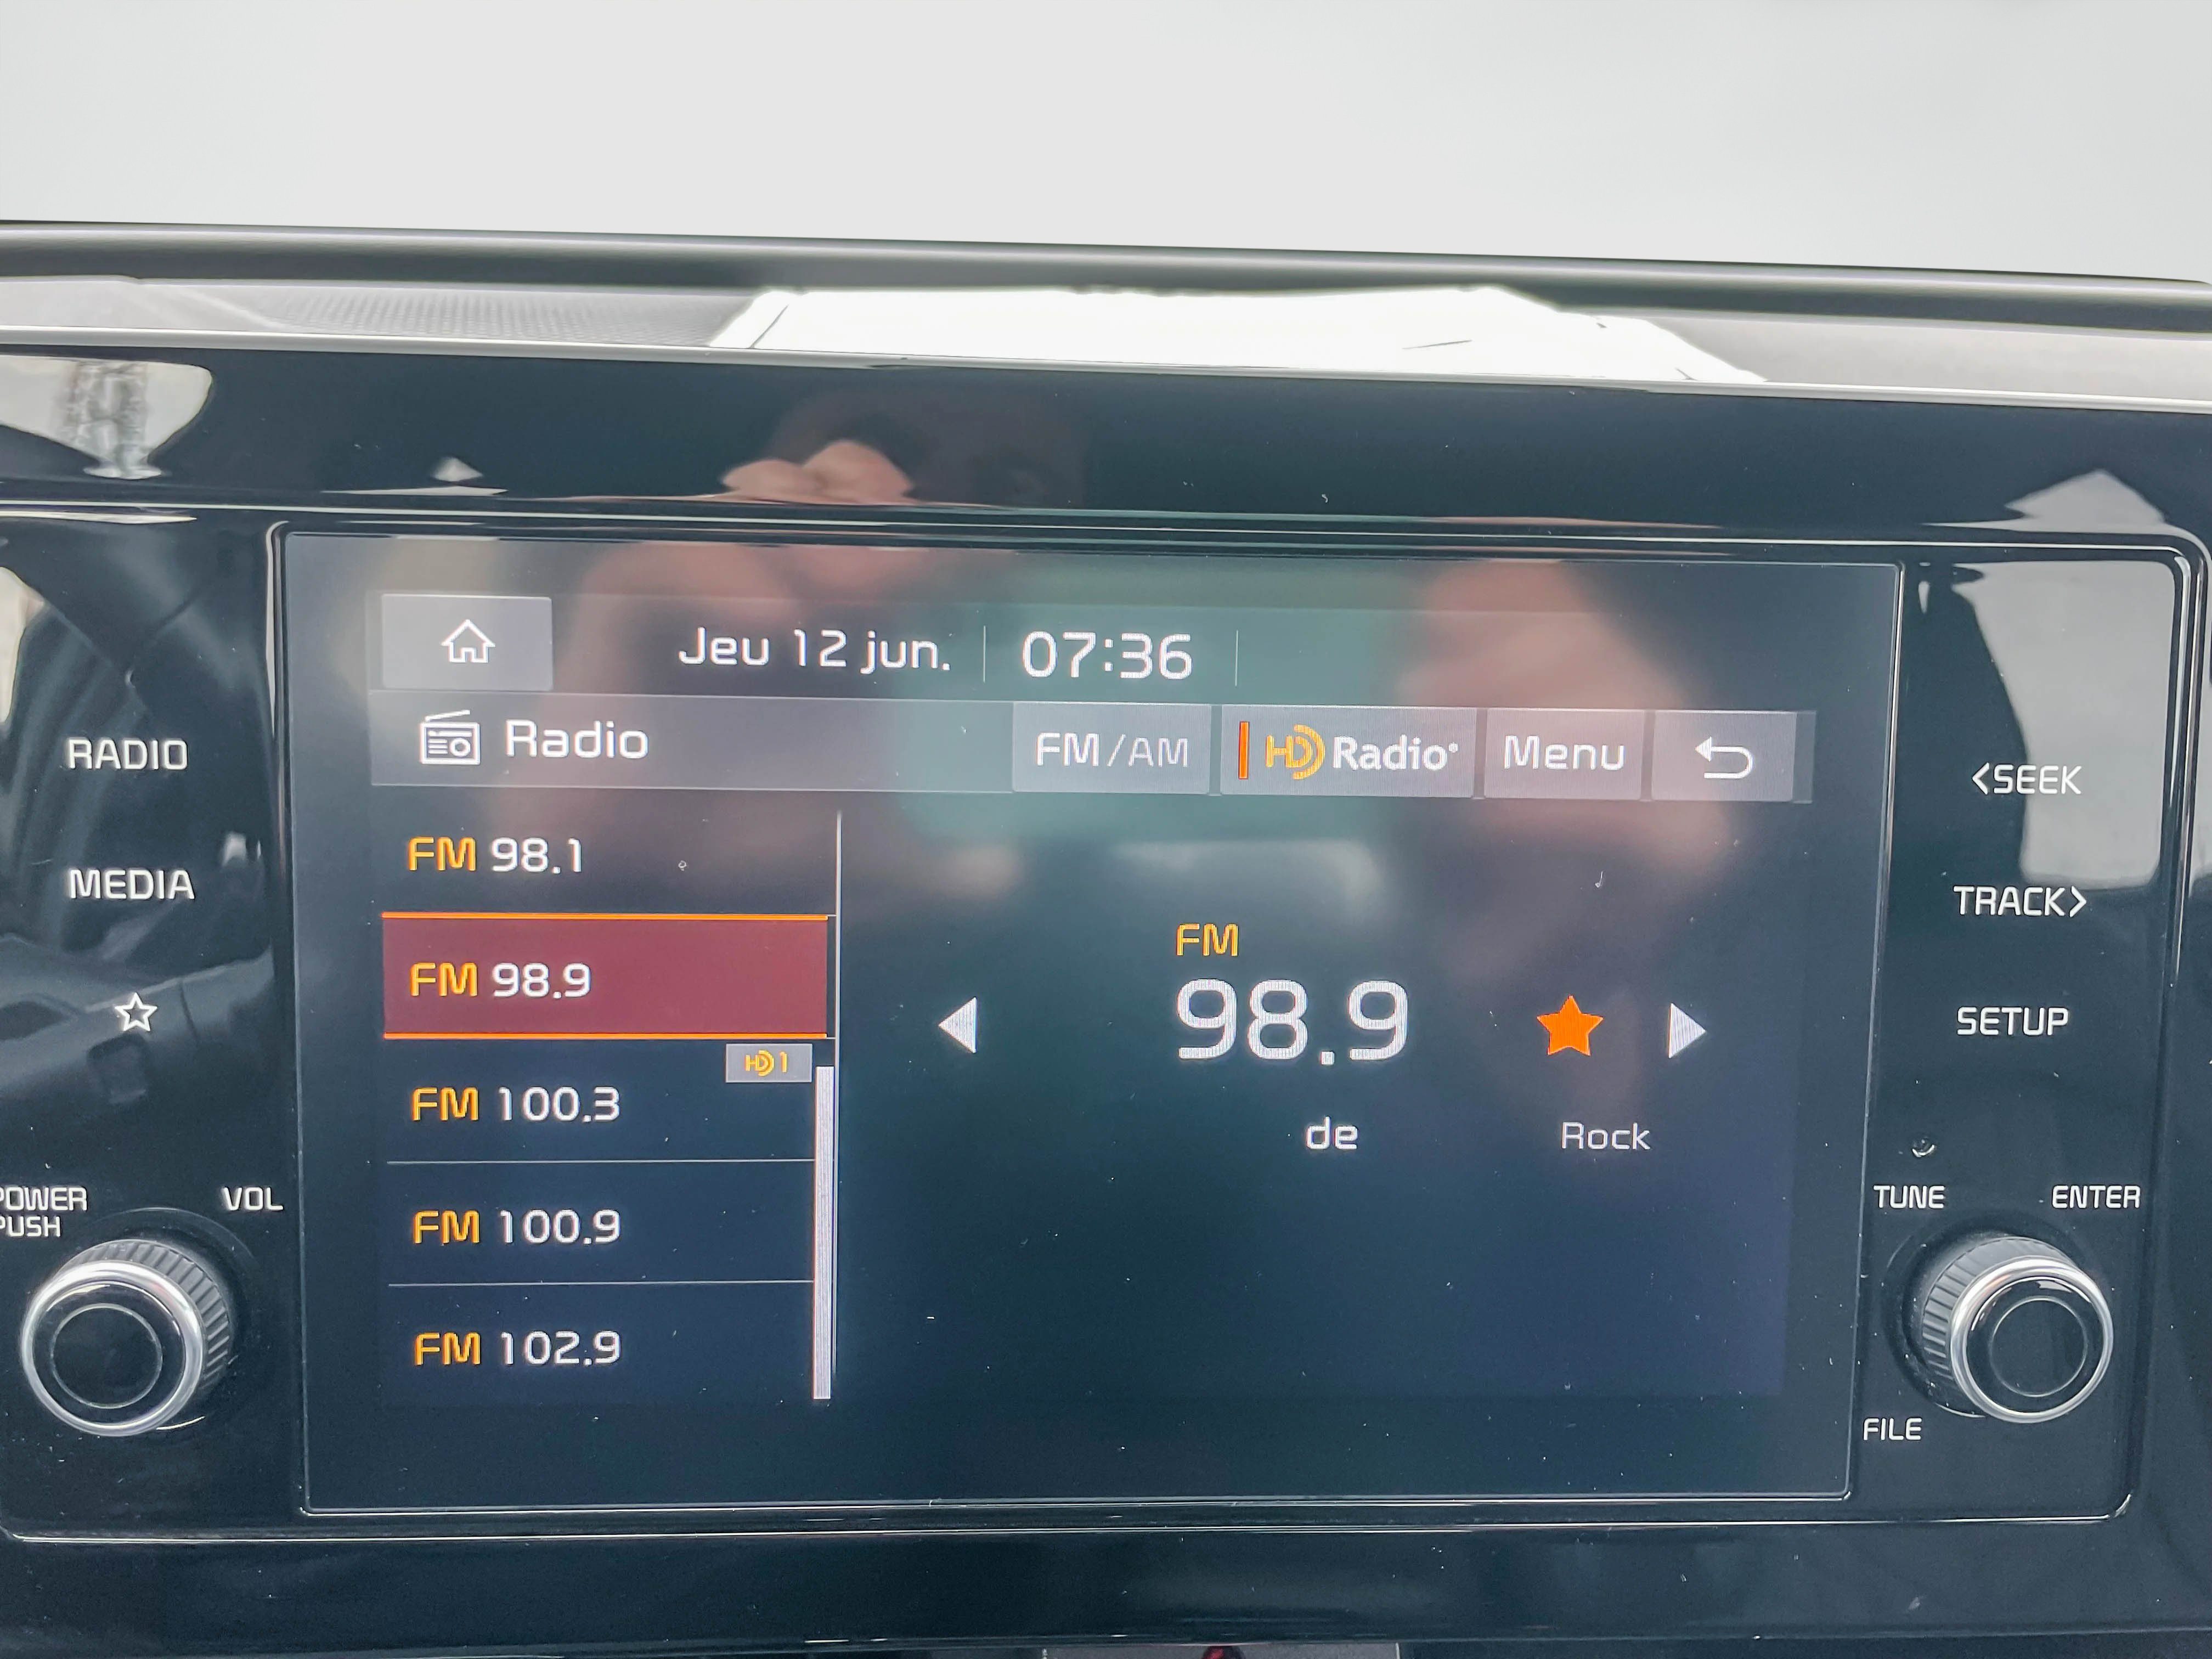 Jeu 12 jun. 07:36
Radio FM/AM HD Radio Menu
RADIO
MEDIA
<SEEK
TRACK>
SETUP
FM 98.1
FM 98.9
HD1
FM 100.3
FM 100.9
FM 102.9
FM
98.9
de Rock
POWER
PUSH
VOL
TUNE ENTER
FILE